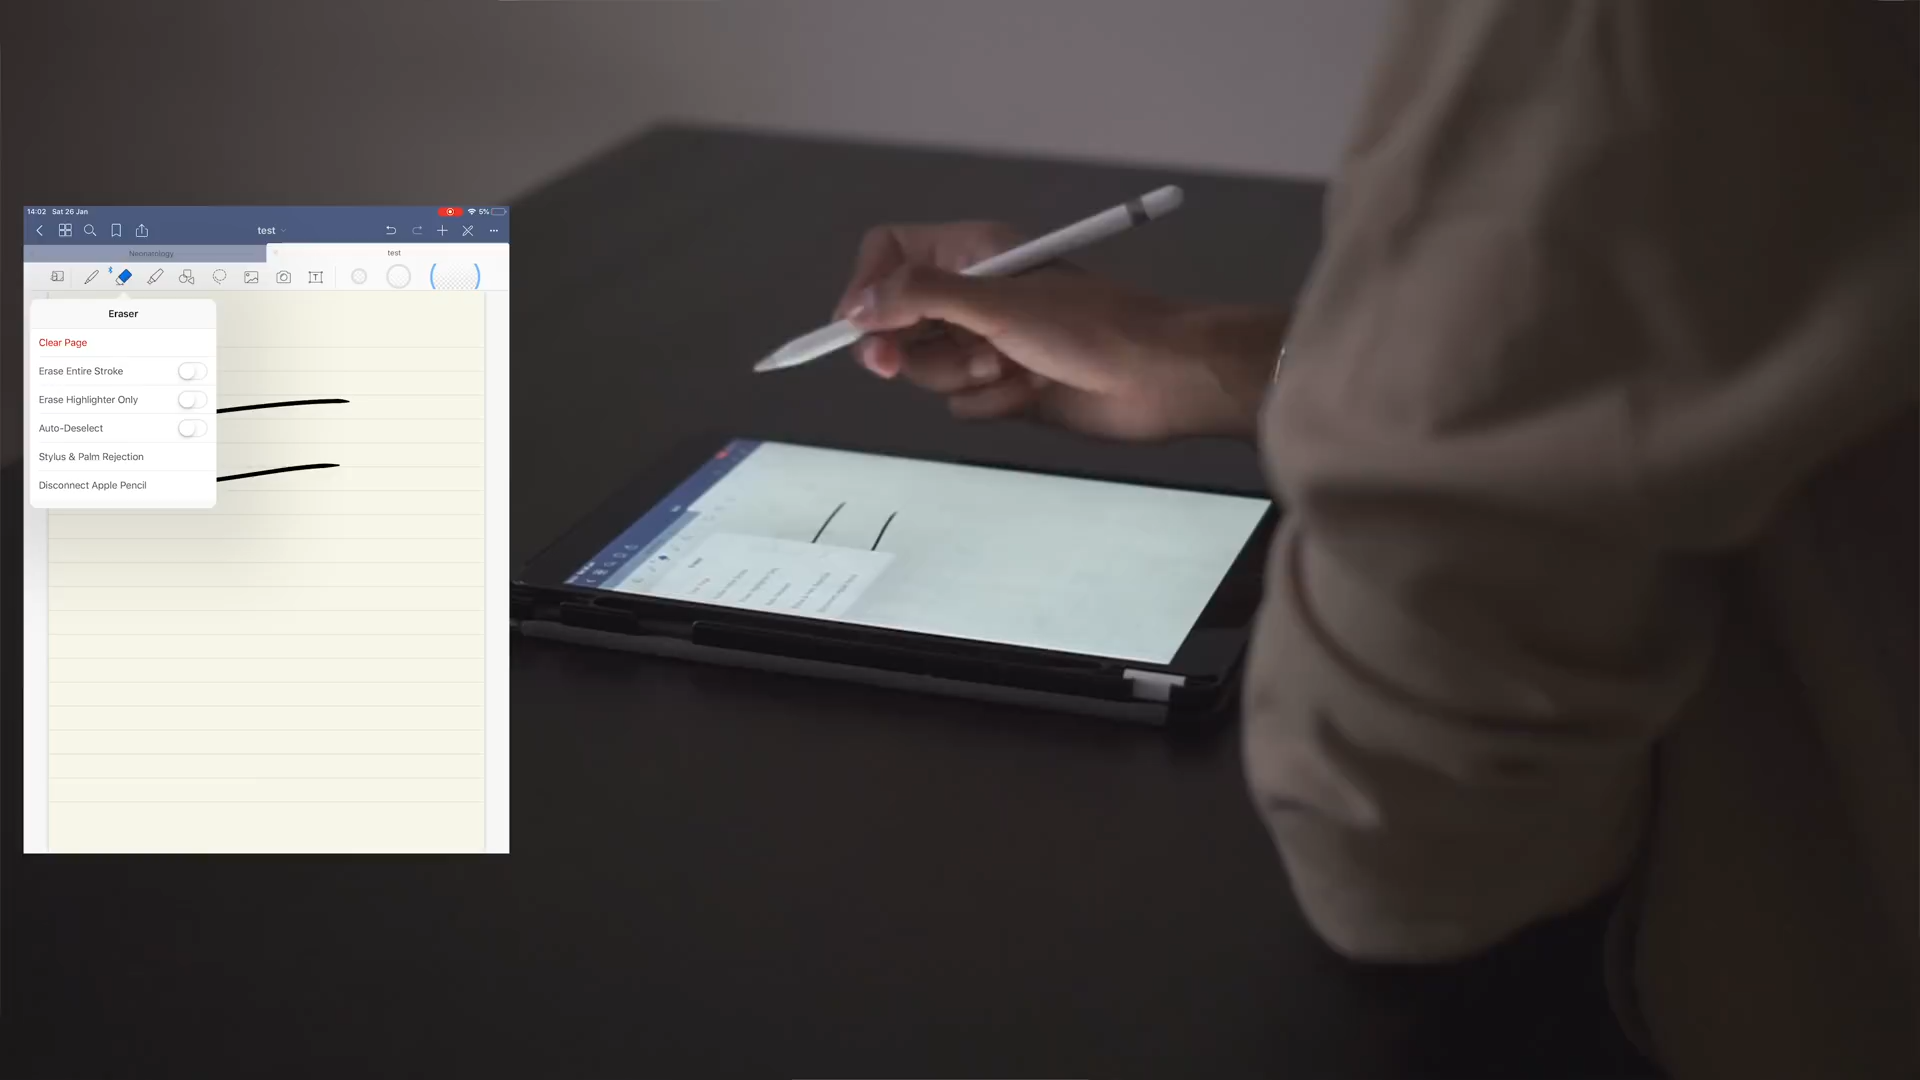 14:02 Sat 26 Jan 5%
test
Neonatology test
Eraser
Clear Page
Erase Entire Stroke
Erase Highlighter Only
Auto-Deselect
Stylus & Palm Rejection
Disconnect Apple Pencil